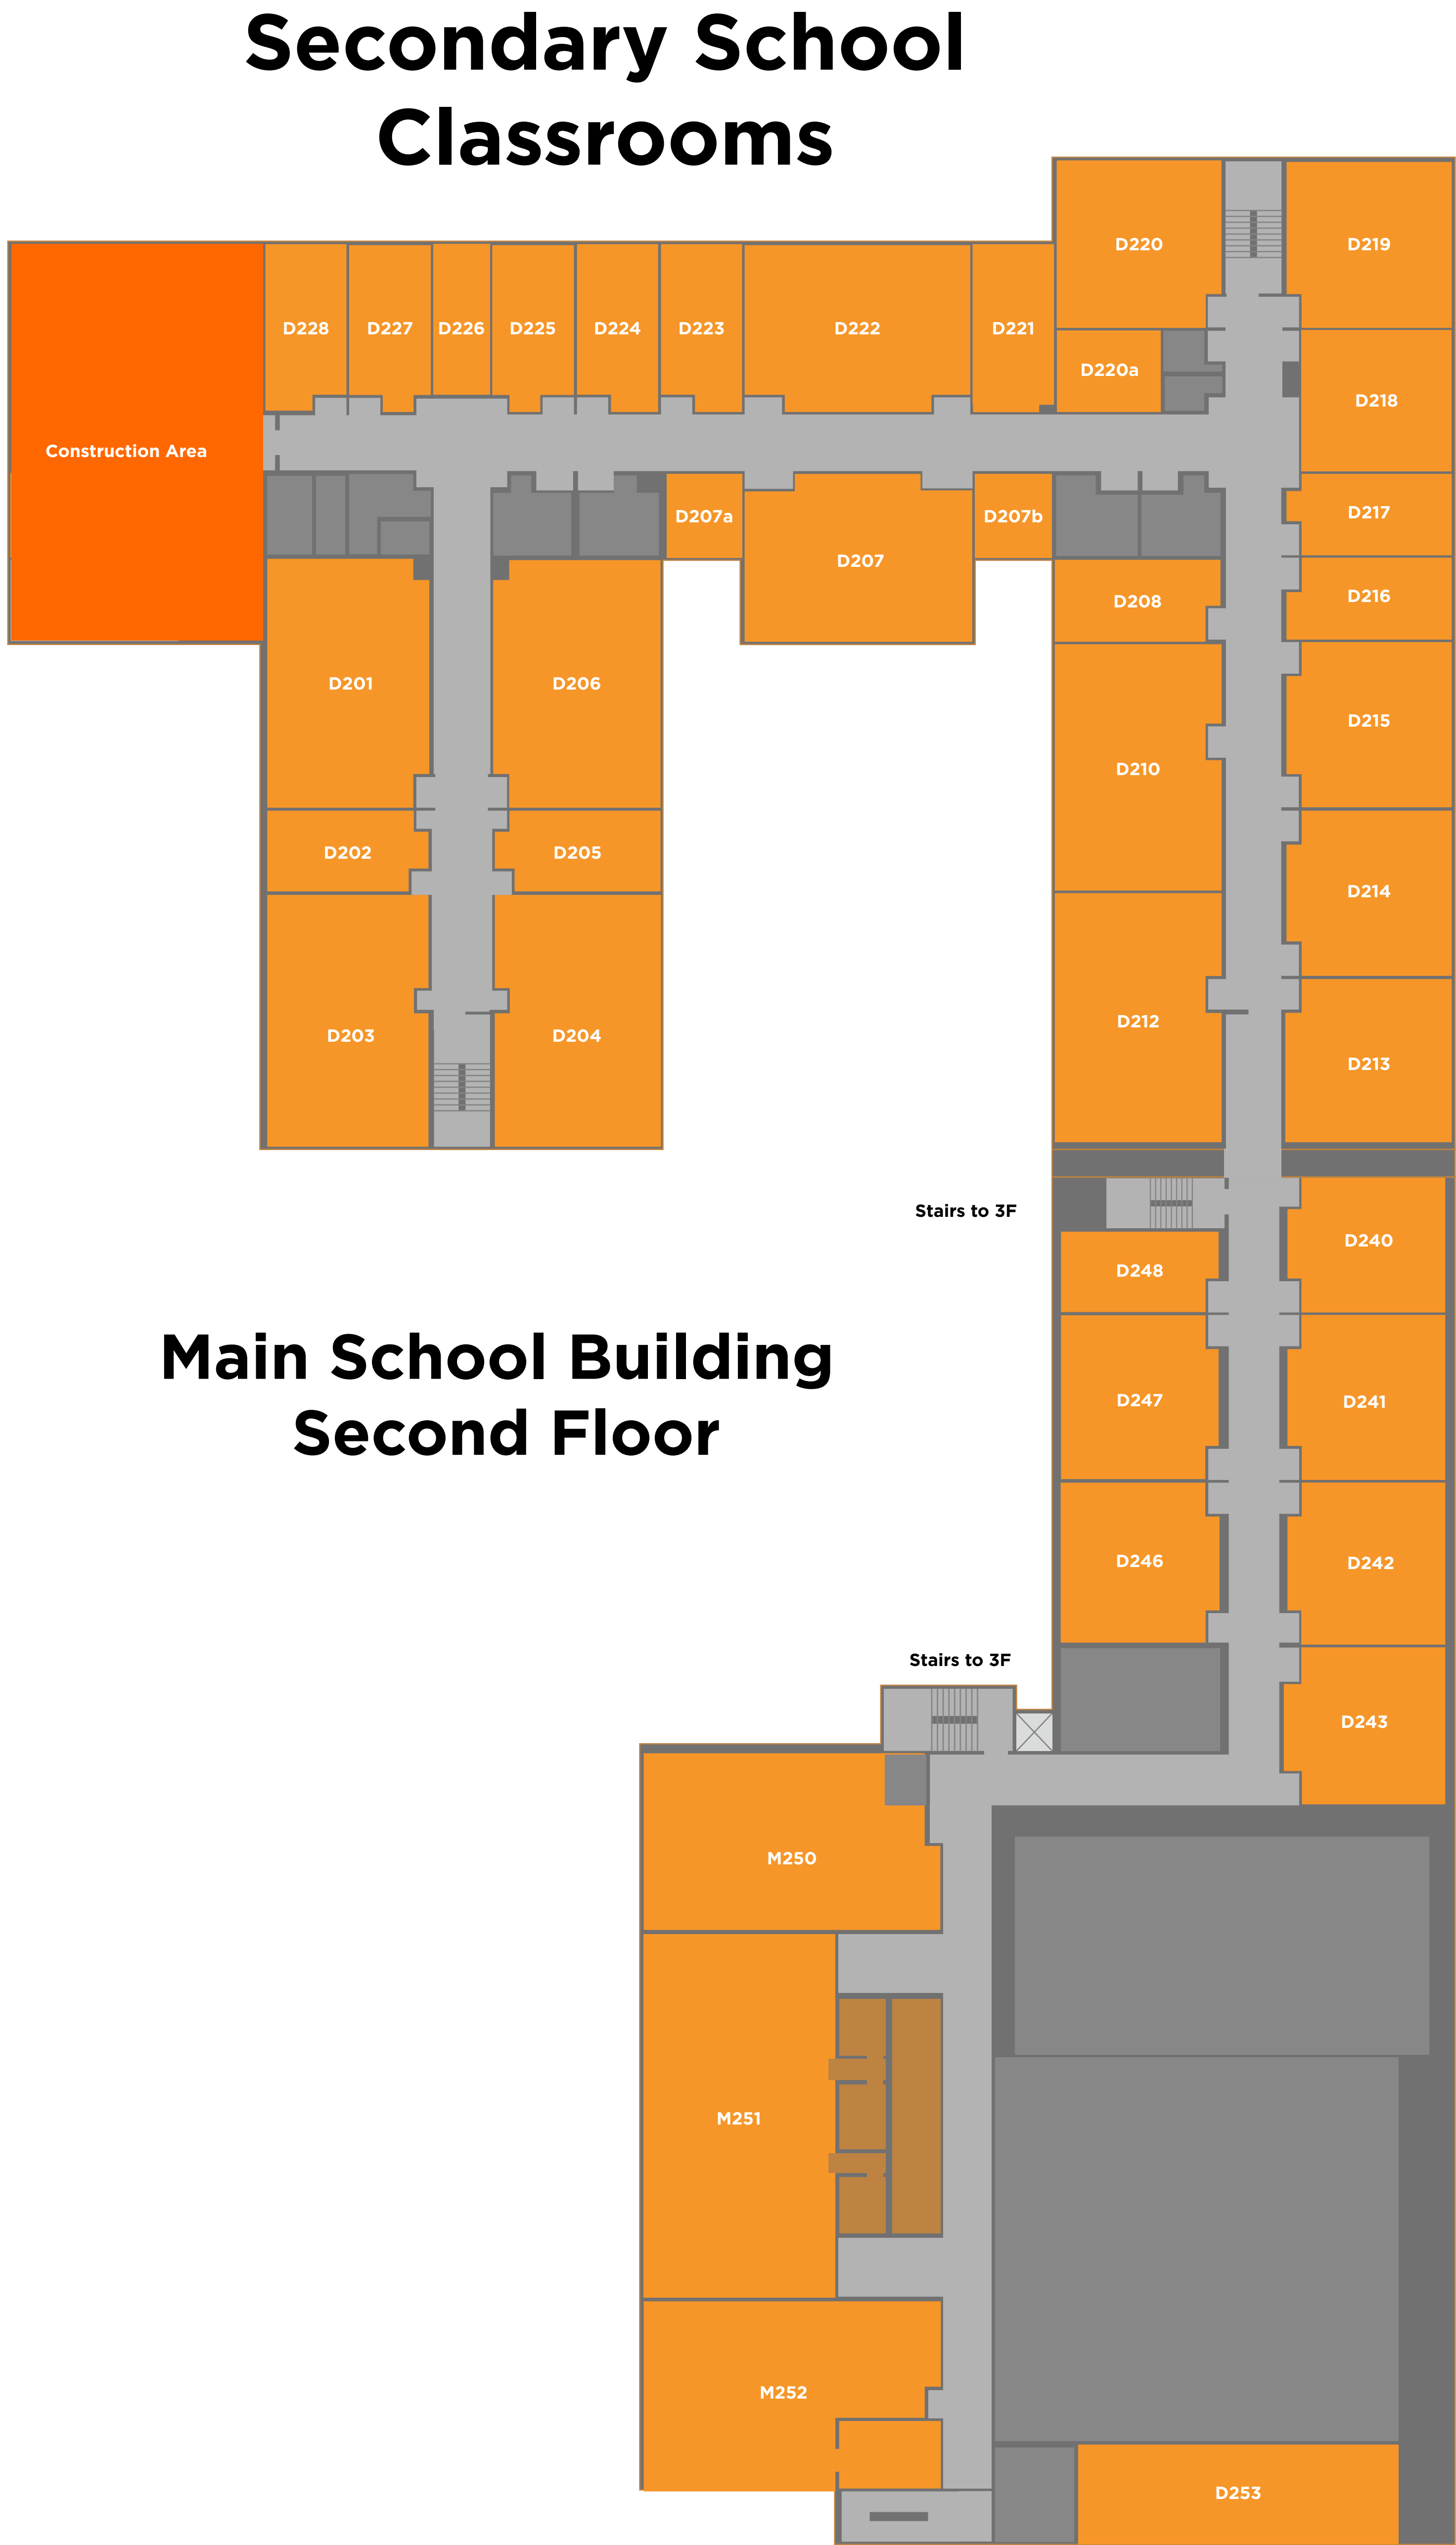 Secondary School
Classrooms
D220
D219
D228
D227
D226
D225
D224
D223
D222
D221
D220a
D218
Construction Area
D207a
D207b
D217
D207
D208
D216
D201
D206
D215
D210
D202
D205
D214
D203
D204
D212
D213
Stairs to 3F
D240
D248
Main School Building
Second Floor
D247
D241
D246
D242
Stairs to 3F
D243
M250
M251
M252
D253